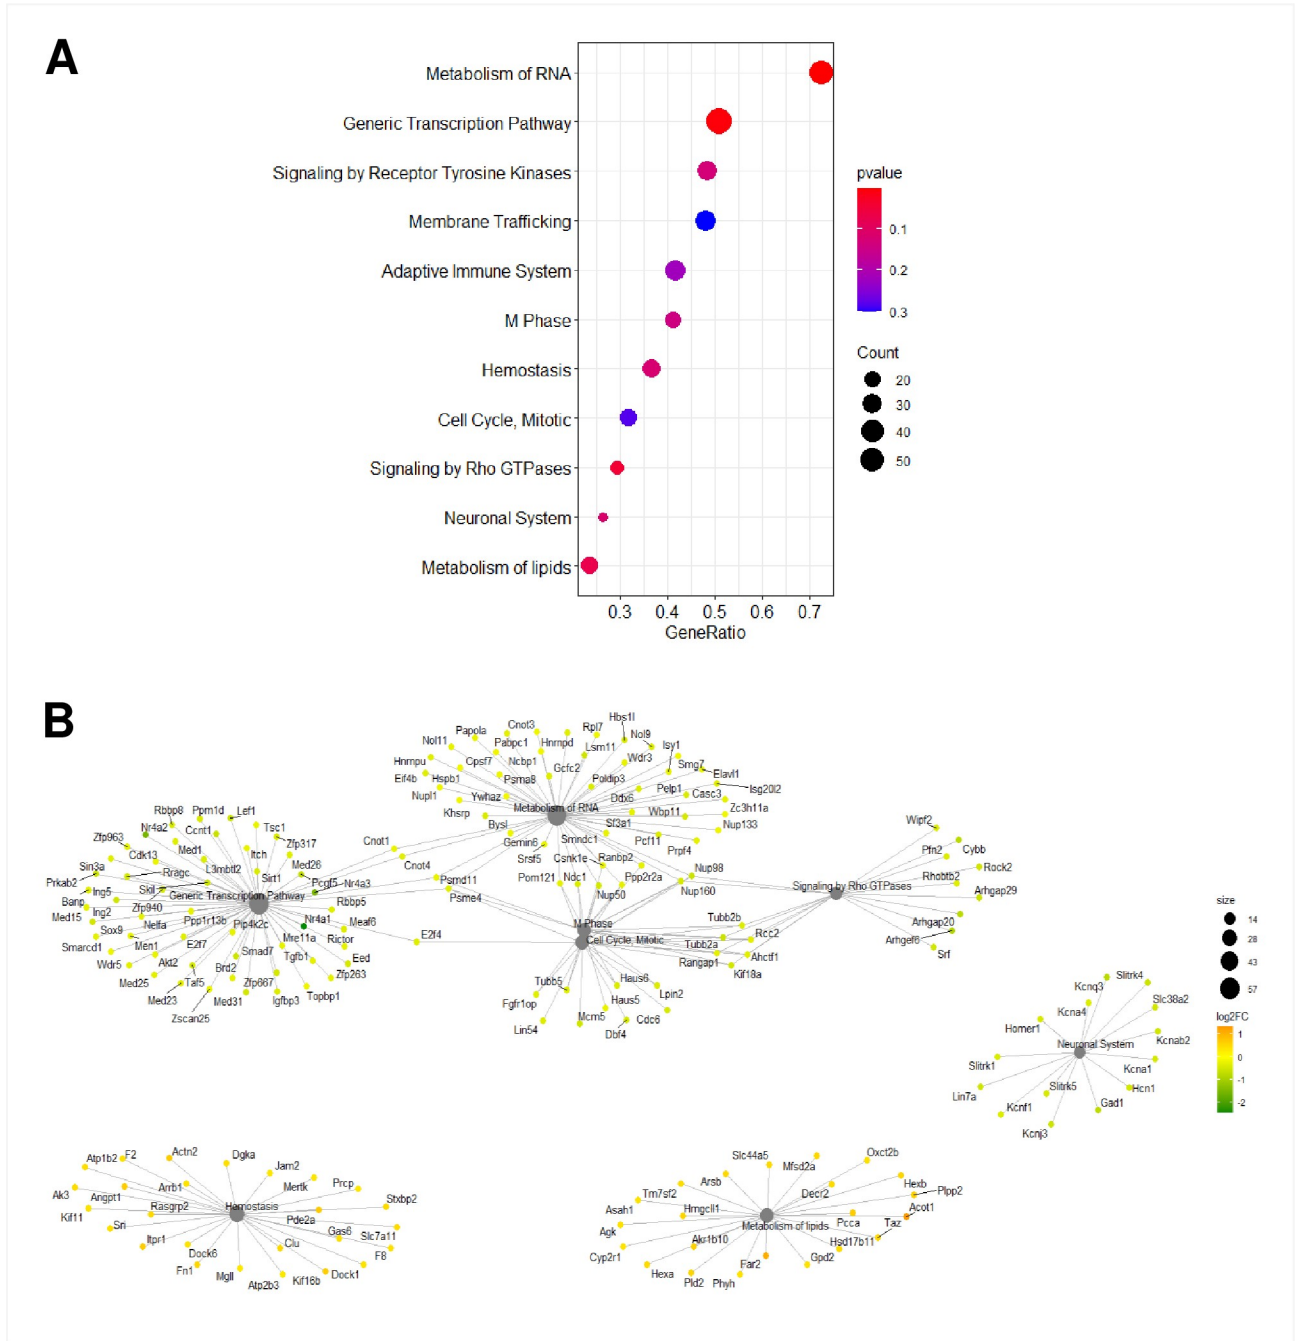 A
Metabolism of RNA
Generic Transcription Pathway
Signaling by Receptor Tyrosine Kinases
Membrane Trafficking
Adaptive Immune System
M Phase
Hemostasis
Cell Cycle, Mitotic
Signaling by Rho GTPases
Neuronal System
Metabolism of lipids
0.3 0.4 0.5 0.6 0.7
GeneRatio
pvalue
0.1
0.2
0.3
Count
20
30
40
50
B
Hbs1l
Papola Cnot3 Rpl7 Nol9
Nol11 Pabpc1 Hnrnpd Lsm11 Isy1
Hnrnpu Cpsf7 Ncbp1 Gcfc2 Wdr3 Smg7
Eif4b Hspb1 Psma8 Poldip3 Elavl1
Nupl1 Ywhaz Ddx6 Pelp1 Casc3 Isg20l2
Khsrp Metabolism of RNA Wbp11 Zc3h11a
Bysl Sf3a1 Nup133
Gemin6 Smndc1 Pcf11 Prpf4
Srsf5 Csnk1e Ranbp2 Nup98
Pom121 Ndc1 Ppp2r2a
Nup50 Nup160
Cnot1
Cnot4
Psmd11
Psme4
E2f4
Rbbp8 Ppm1d Lef1
Nr4a2 Ccnt1 Tsc1
Zfp963 Med1 Zfp317
Cdk13 Itch
Sin3a Rragc L3mbtl2 Sirt1 Med26
Prkab2 Ing5 Skil Pcgf5 Nr4a3
Banp Generic Transcription Pathway Rbbp5
Med15 Ing2 Zfp940 Nr4a1
Sox9 Nelfa Ppp1r13b Pip4k2c Meaf6
Smarcd1 Men1 E2f7 Mre11a Rictor
Wdr5 Akt2 Smad7 Tgfb1 Eed
Med25 Brd2 Zfp263
Taf5 Zfp667
Med23 Med31 Igfbp3 Topbp1
Zscan25
M Phase
Cell Cycle, Mitotic
Tubb2b
Rcc2
Tubb2a
Rangap1 Ahctf1
Kif18a
Tubb5 Haus6
Fgfr1op Haus5 Lpin2
Lin54 Mcm5 Cdc6
Dbf4
Wipf2
Pfn2 Cybb
Rock2
Signaling by Rho GTPases Rhobtb2
Arhgap29
Arhgap20
Arhgef6
Srf
size
14
28
43
57
log2FC
1
0
-1
-2
Kcnq3 Slitrk4
Kcna4 Slc38a2
Homer1
Neuronal System Kcnab2
Slitrk1 Kcna1
Lin7a Slitrk5 Hcn1
Kcnf1 Gad1
Kcnj3
Atp1b2 F2 Actn2 Dgka
Jam2
Ak3 Angpt1 Arrb1 Mertk Prcp
Kif11 Rasgrp2 Hemostasis Stxbp2
Sri Pde2a
Itpr1 Gas6 Slc7a11
Dock6 Clu F8
Fn1 Mgll Atp2b3 Kif16b Dock1
Slc44a5 Mfsd2a Oxct2b
Arsb Decr2 Hexb
Tm7sf2 Plpp2
Asah1 Hmgcll1 Acot1
Agk Metabolism of lipids Pcca Taz
Cyp2r1 Akr1b10 Hsd17b11
Hexa Far2 Gpd2
Pld2 Phyh